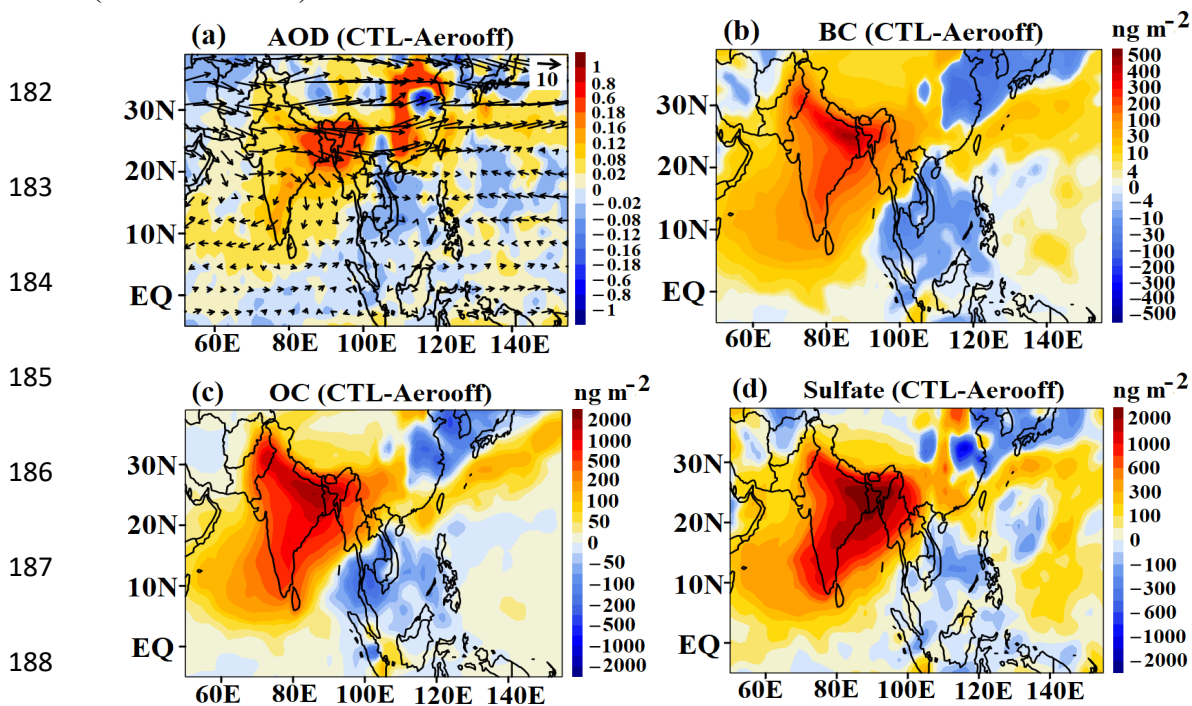 (a) AOD (CTL-Aerooff)
10
182
183
184
30N
20N
10N
EQ
60E 80E 100E 120E 140E
1
0.8
0.6
0.18
0.16
0.12
0.08
0.02
0
−0.02
−0.08
−0.12
−0.16
−0.18
−0.6
−0.8
−1
(b) BC (CTL-Aerooff)
ng m−2
30N
20N
10N
EQ
60E 80E 100E 120E 140E
500
400
300
200
100
30
10
4
0
−4
−10
−30
−100
−200
−300
−400
−500
185
186
187
188
(c) OC (CTL-Aerooff)
ng m−2
30N
20N
10N
EQ
60E 80E 100E 120E 140E
2000
1000
500
200
100
50
0
−50
−100
−200
−500
−1000
−2000
(d) Sulfate (CTL-Aerooff)
ng m−2
30N
20N
10N
EQ
60E 80E 100E 120E 140E
2000
1000
600
300
100
0
−100
−300
−600
−1000
−2000